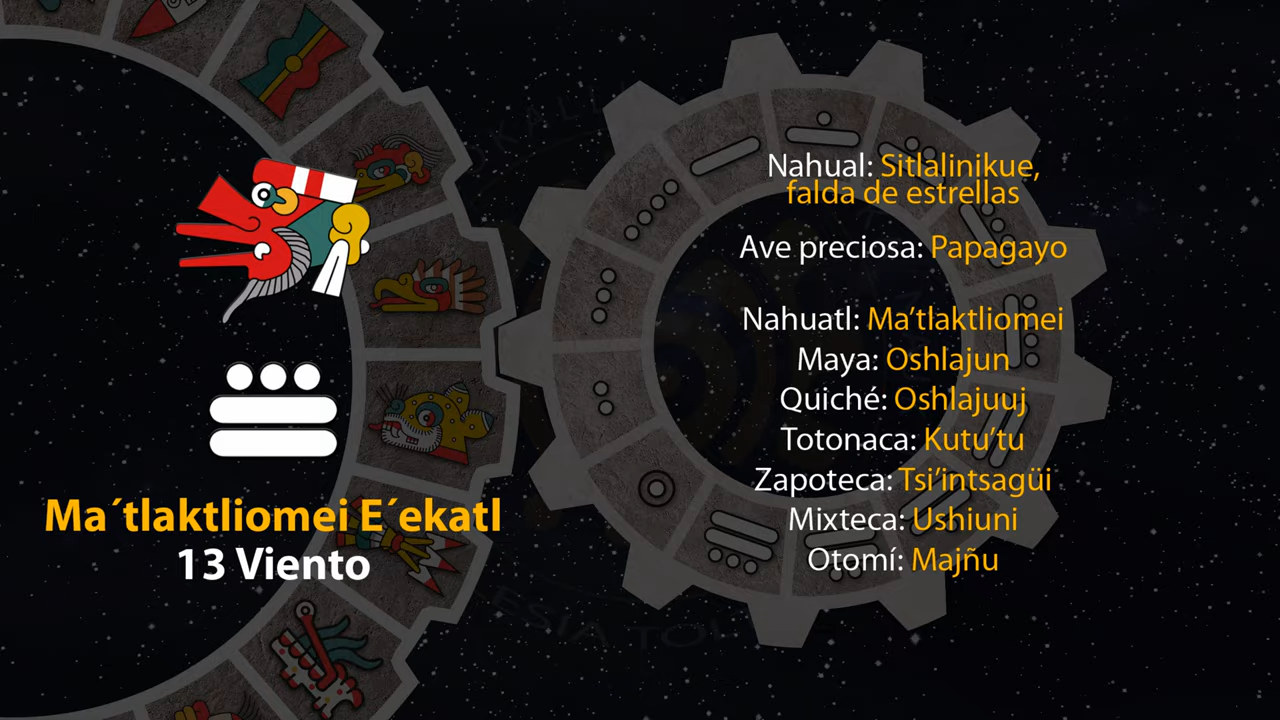 Ma´tlaktliomei E´ekatl
13 Viento
Nahual: Sitlalinikue,
falda de estrellas
Ave preciosa: Papagayo
Nahuatl: Ma’tlaktliomei
Maya: Oshlajun
Quiché: Oshlajuuj
Totonaca: Kutu’tu
Zapoteca: Tsi’intsagüi
Mixteca: Ushiuni
Otomí: Majñu